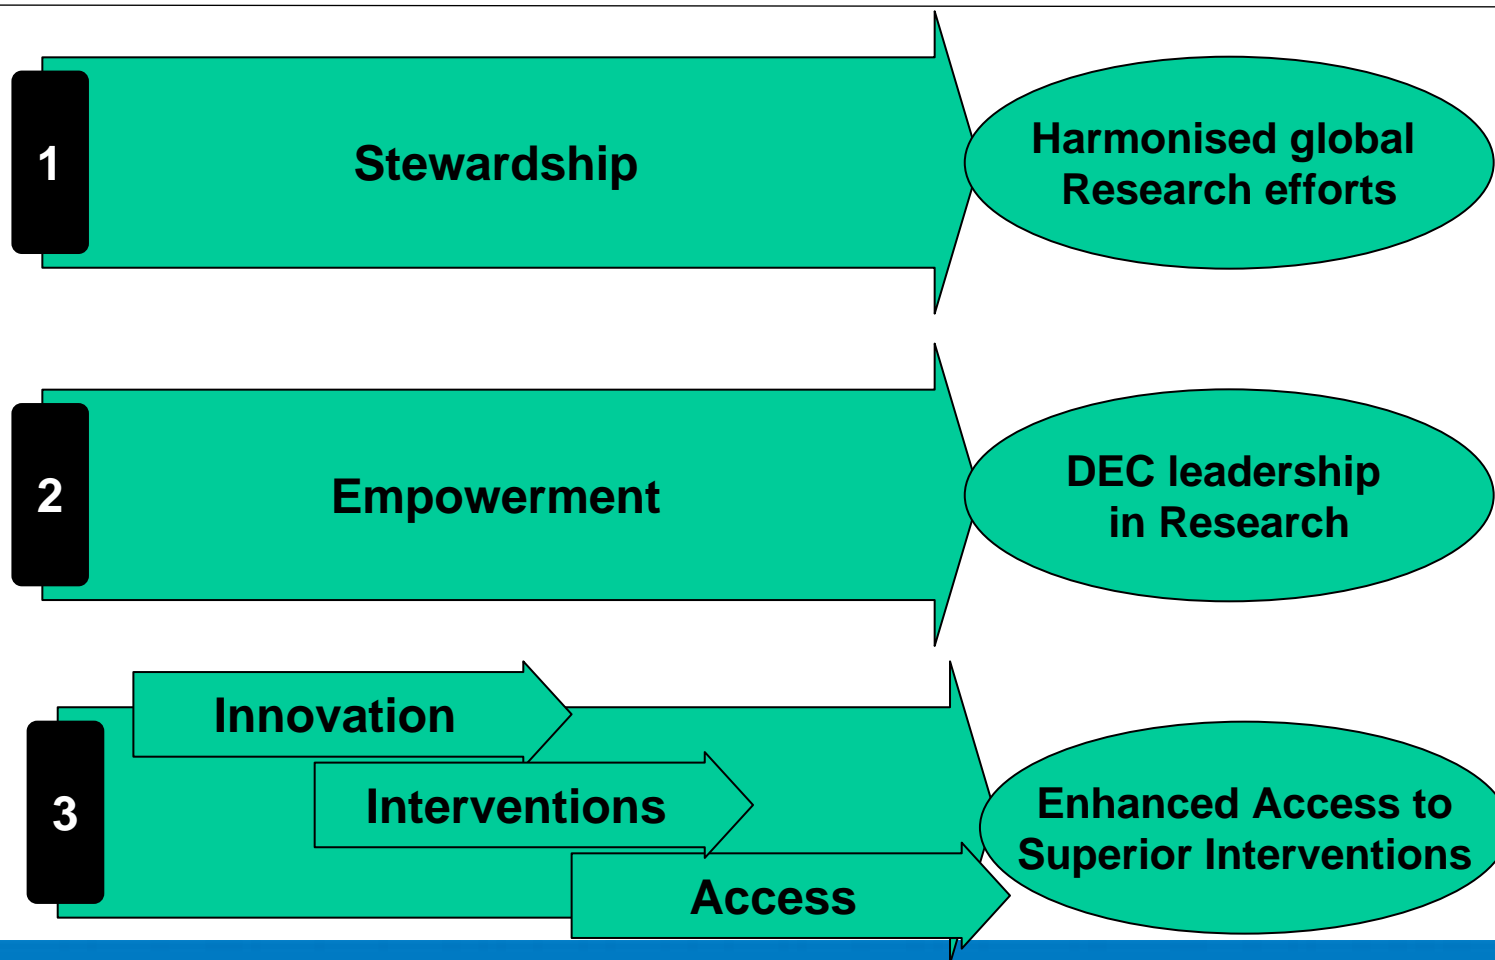 1
Stewardship
Harmonised global
Research efforts
2
Empowerment
DEC leadership
in Research
3
Innovation
Interventions
Access
Enhanced Access to
Superior Interventions